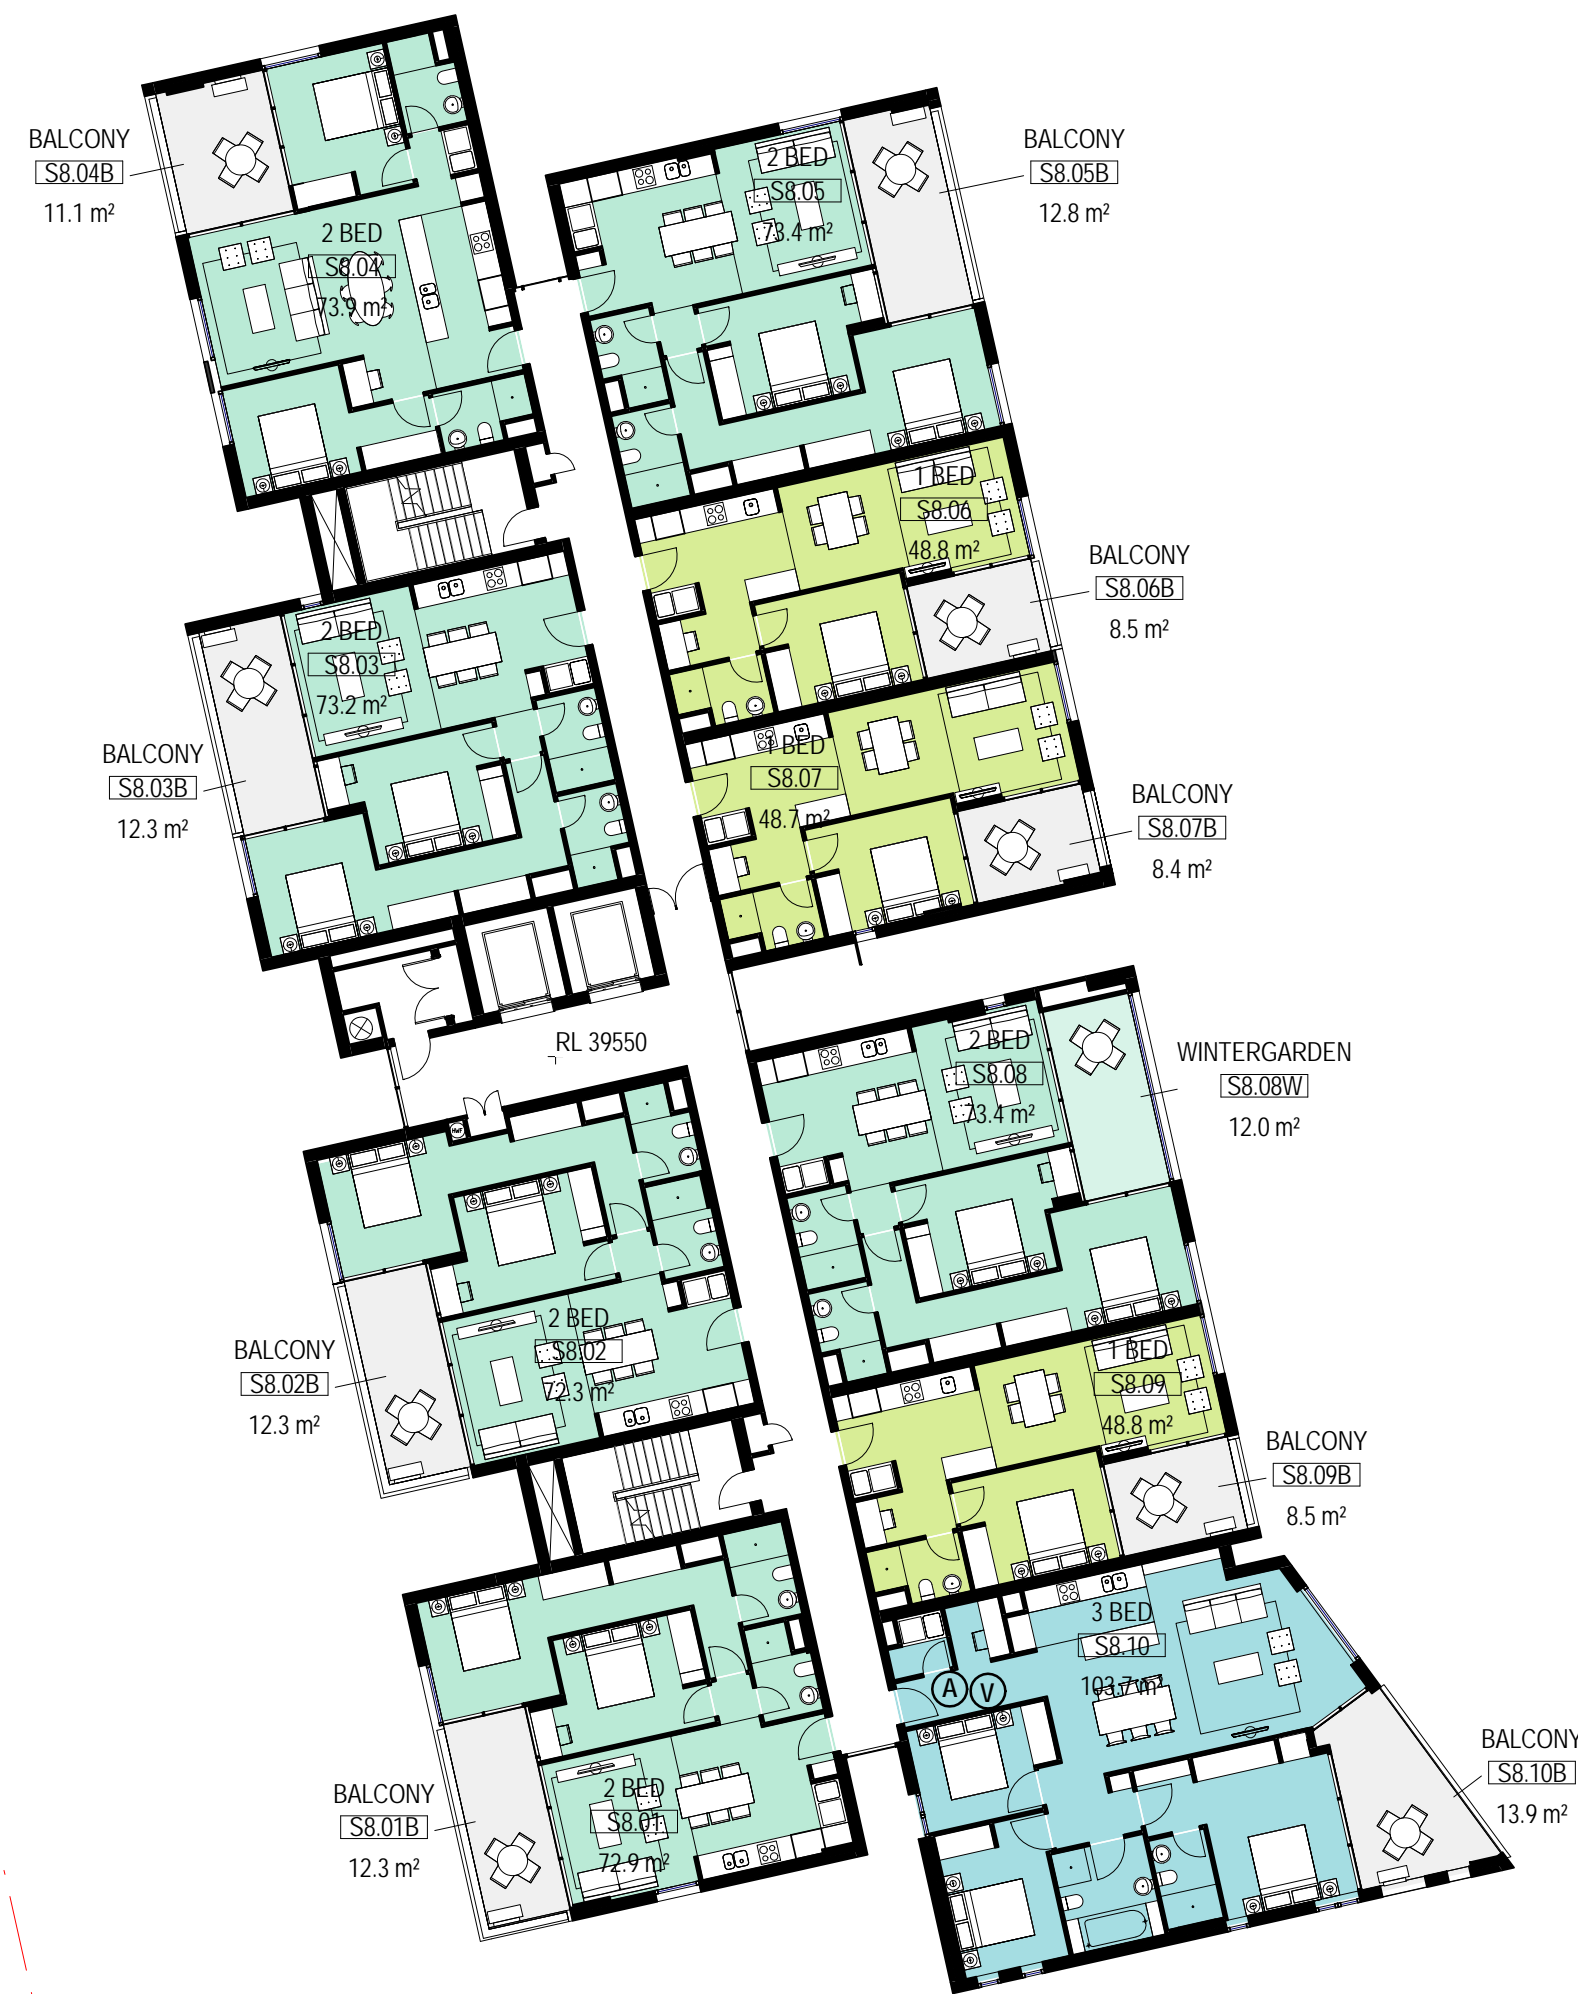 BALCONY
S8.04B
11.1 m²
2 BED
S8.04
73.9 m²
2 BED
S8.05
73.4 m²
BALCONY
S8.05B
12.8 m²
1 BED
S8.06
48.8 m²
BALCONY
S8.06B
8.5 m²
2 BED
S8.03
73.2 m²
BALCONY
S8.03B
12.3 m²
1 BED
S8.07
48.7 m²
BALCONY
S8.07B
8.4 m²
RL 39550
2 BED
S8.08
73.4 m²
WINTERGARDEN
S8.08W
12.0 m²
HWF
2 BED
S8.02
72.3 m²
BALCONY
S8.02B
12.3 m²
1 BED
S8.09
48.8 m²
BALCONY
S8.09B
8.5 m²
3 BED
S8.10
103.7 m²
A V
BALCONY
S8.10B
13.9 m²
2 BED
S8.01
72.9 m²
BALCONY
S8.01B
12.3 m²